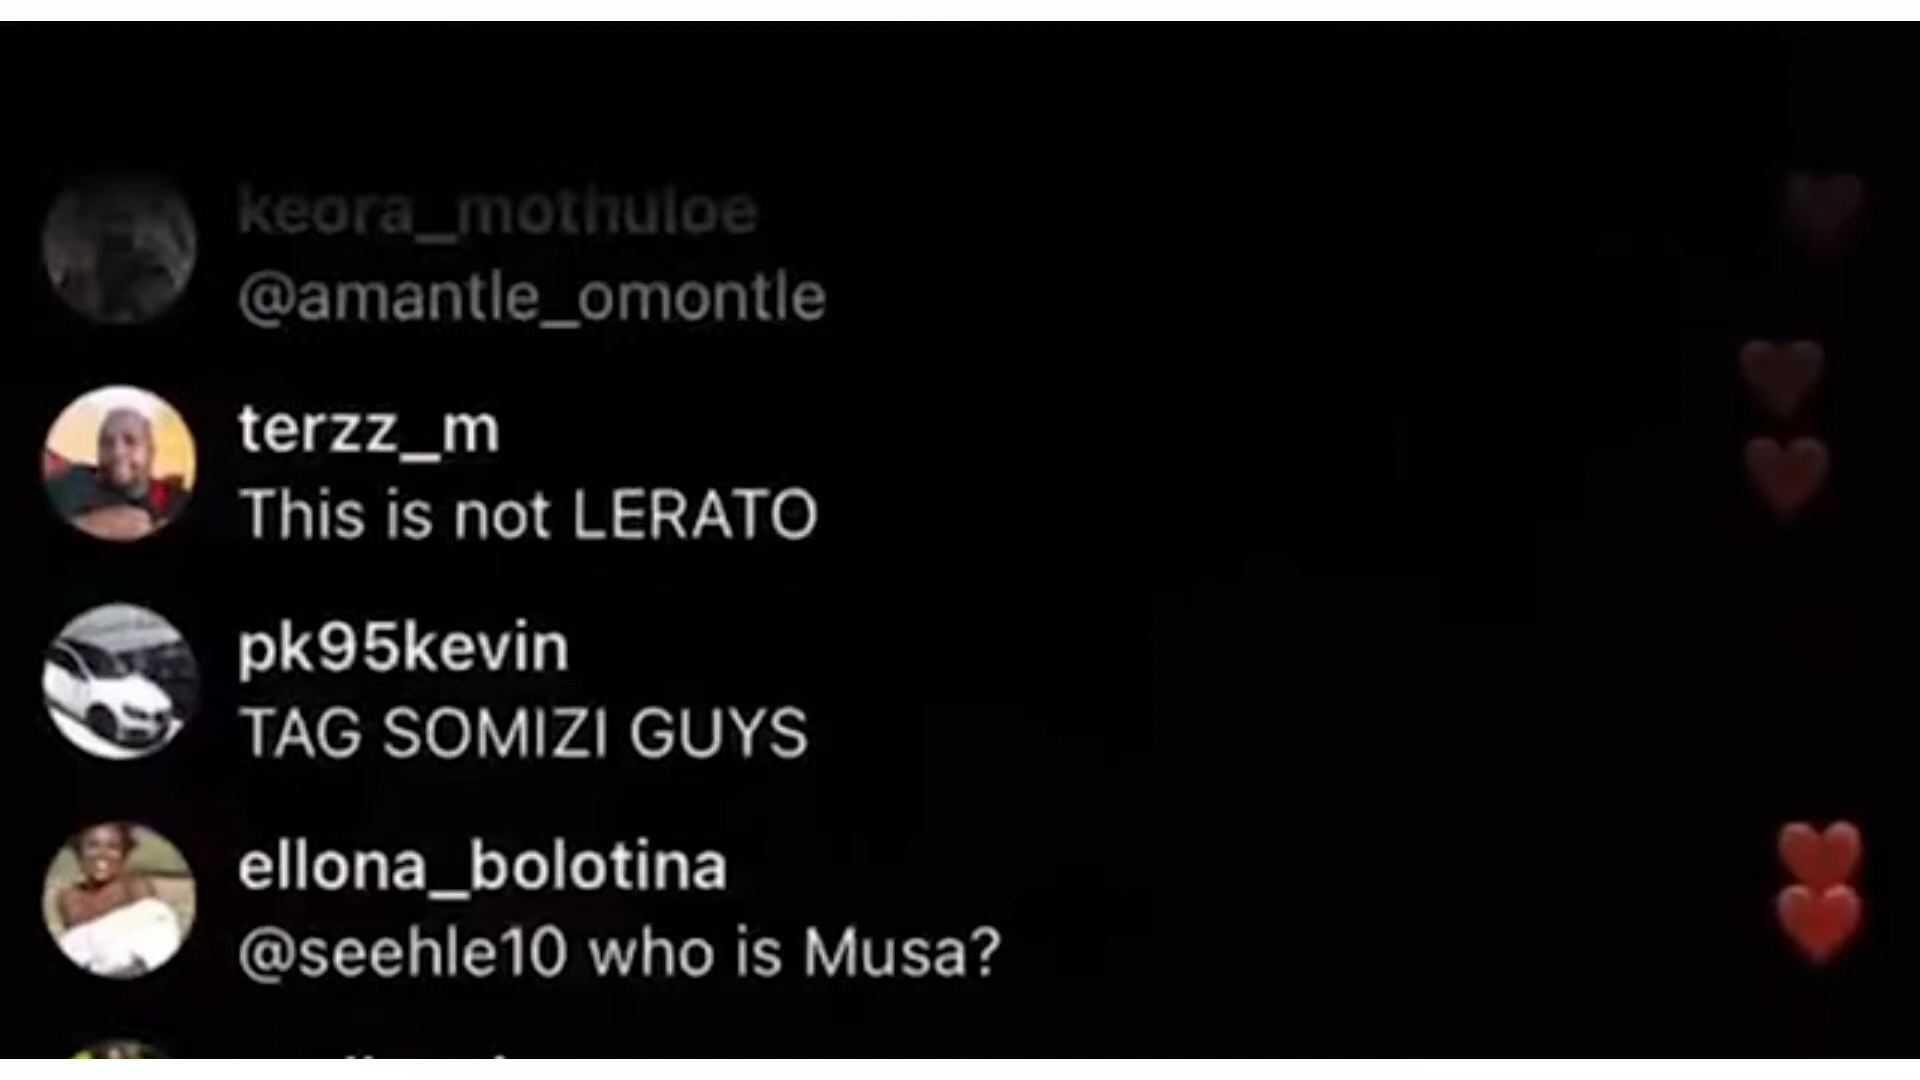 keora_mothuloe
@amantle_omontle
terzz_m
This is not LERATO
pk95kevin
TAG SOMIZI GUYS
ellona_bolotina
@seehle10 who is Musa?